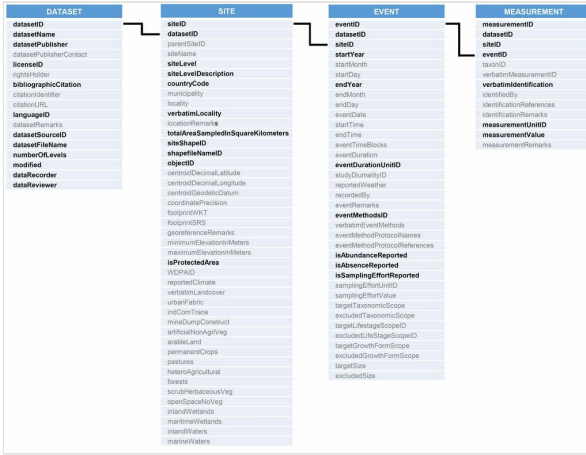 DATASET
datasetID
datasetName
datasetPublisher
datasetPublisherContact
licenseID
rightsHolder
bibliographicCitation
citationIdentifier
citationURL
languageID
datasetRemarks
datasetSourceID
datasetFileName
numberOfLevels
modified
dataRecorder
dataReviewer
SITE
siteID
datasetID
parentSiteID
siteName
siteLevel
siteLevelDescription
countryCode
municipality
locality
verbatimLocality
locationRemarks
totalAreaSampledInSquareKilometers
siteShapeID
shapefileNameID
objectID
centroidDecimalLatitude
centroidDecimalLongitude
centroidGeodeticDatum
coordinatePrecision
footprintWKT
footprintSRS
georeferenceRemarks
minimumElevationInMeters
maximumElevationInMeters
isProtectedArea
WDPAID
reportedClimate
verbatimLandcover
urbanFabric
indComTrans
mineDumpConstruct
artificialNonAgriVeg
arableLand
permanentCrops
pastures
heteroAgricultural
forests
scrubHerbaceousVeg
openSpaceNoVeg
inlandWetlands
maritimeWetlands
inlandWaters
marineWaters
EVENT
eventID
datasetID
siteID
startYear
startMonth
startDay
endYear
endMonth
endDay
eventDate
startTime
endTime
eventTimeBlocks
eventDuration
eventDurationUnitID
studyDiurnalityID
reportedWeather
recordedBy
eventRemarks
eventMethodsID
verbatimEventMethods
eventMethodProtocolNames
eventMethodProtocolReferences
isAbundanceReported
isAbsenceReported
isSamplingEffortReported
samplingEffortUnitID
samplingEffortValue
targetTaxonomicScope
excludedTaxonomicScope
targetLifestageScopeID
excludedLifeStageScopeID
targetGrowthFormScope
excludedGrowthFormScope
targetSize
excludedSize
MEASUREMENT
measurementID
datasetID
siteID
eventID
taxonID
verbatimMeasurementID
verbatimIdentification
identifiedBy
identificationReferences
identificationRemarks
measurementUnitID
measurementValue
measurementRemarks